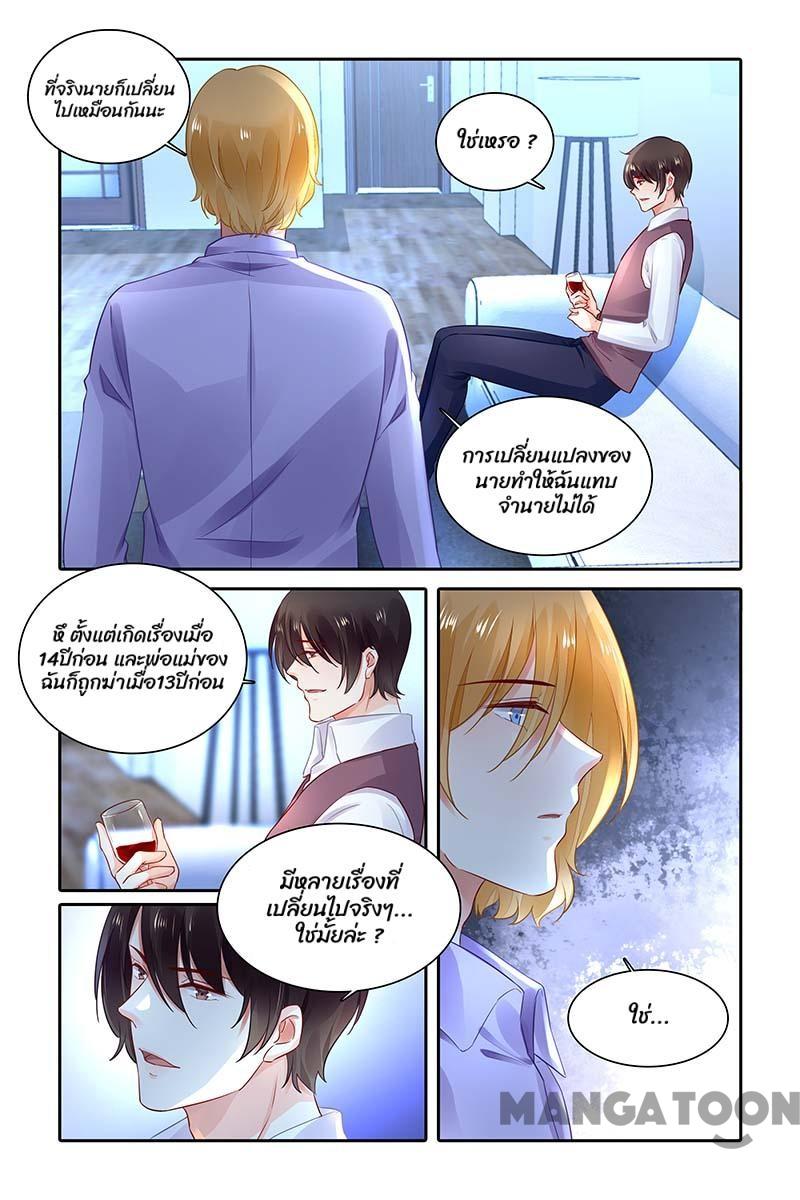 ที่จริงนายก็เปลี่ยน
ไปเหมือนกันนะ
ใช่เหรอ ?
การเปลี่ยนแปลงของ
นายทำให้ฉันแทบ
จำนายไม่ได้
หึ ตั้งแต่เกิดเรื่องเมื่อ
14ปีก่อน และพ่อแม่ของ
ฉันก็ถูกฆ่าเมื่อ13ปีก่อน
มีหลายเรื่องที่
เปลี่ยนไปจริงๆ...
ใช่มั้ยล่ะ ?
ใช่...
MANGATOON